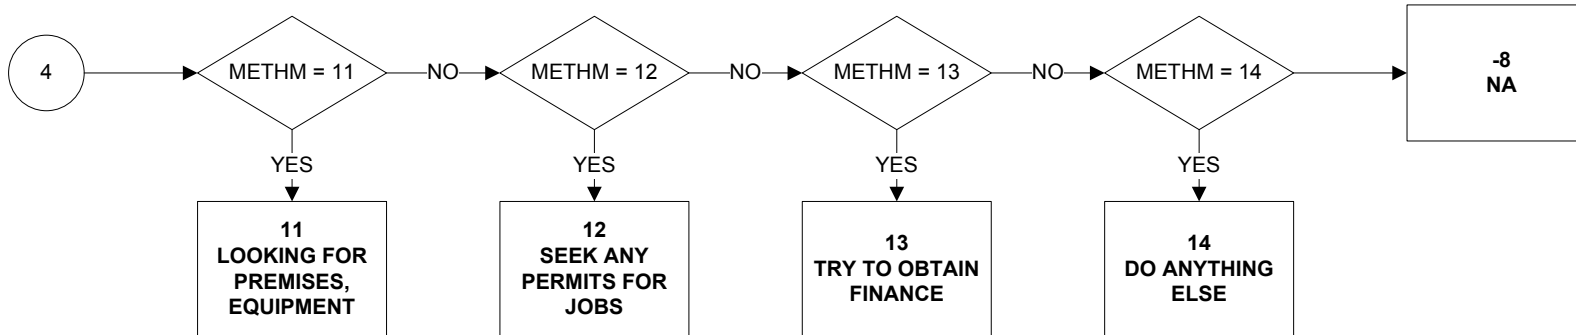 4
METHM = 11
NO
METHM = 12
NO
METHM = 13
NO
METHM = 14
-8
NA
YES
YES
YES
YES
11
LOOKING FOR
PREMISES,
EQUIPMENT
12
SEEK ANY
PERMITS FOR
JOBS
13
TRY TO OBTAIN
FINANCE
14
DO ANYTHING
ELSE